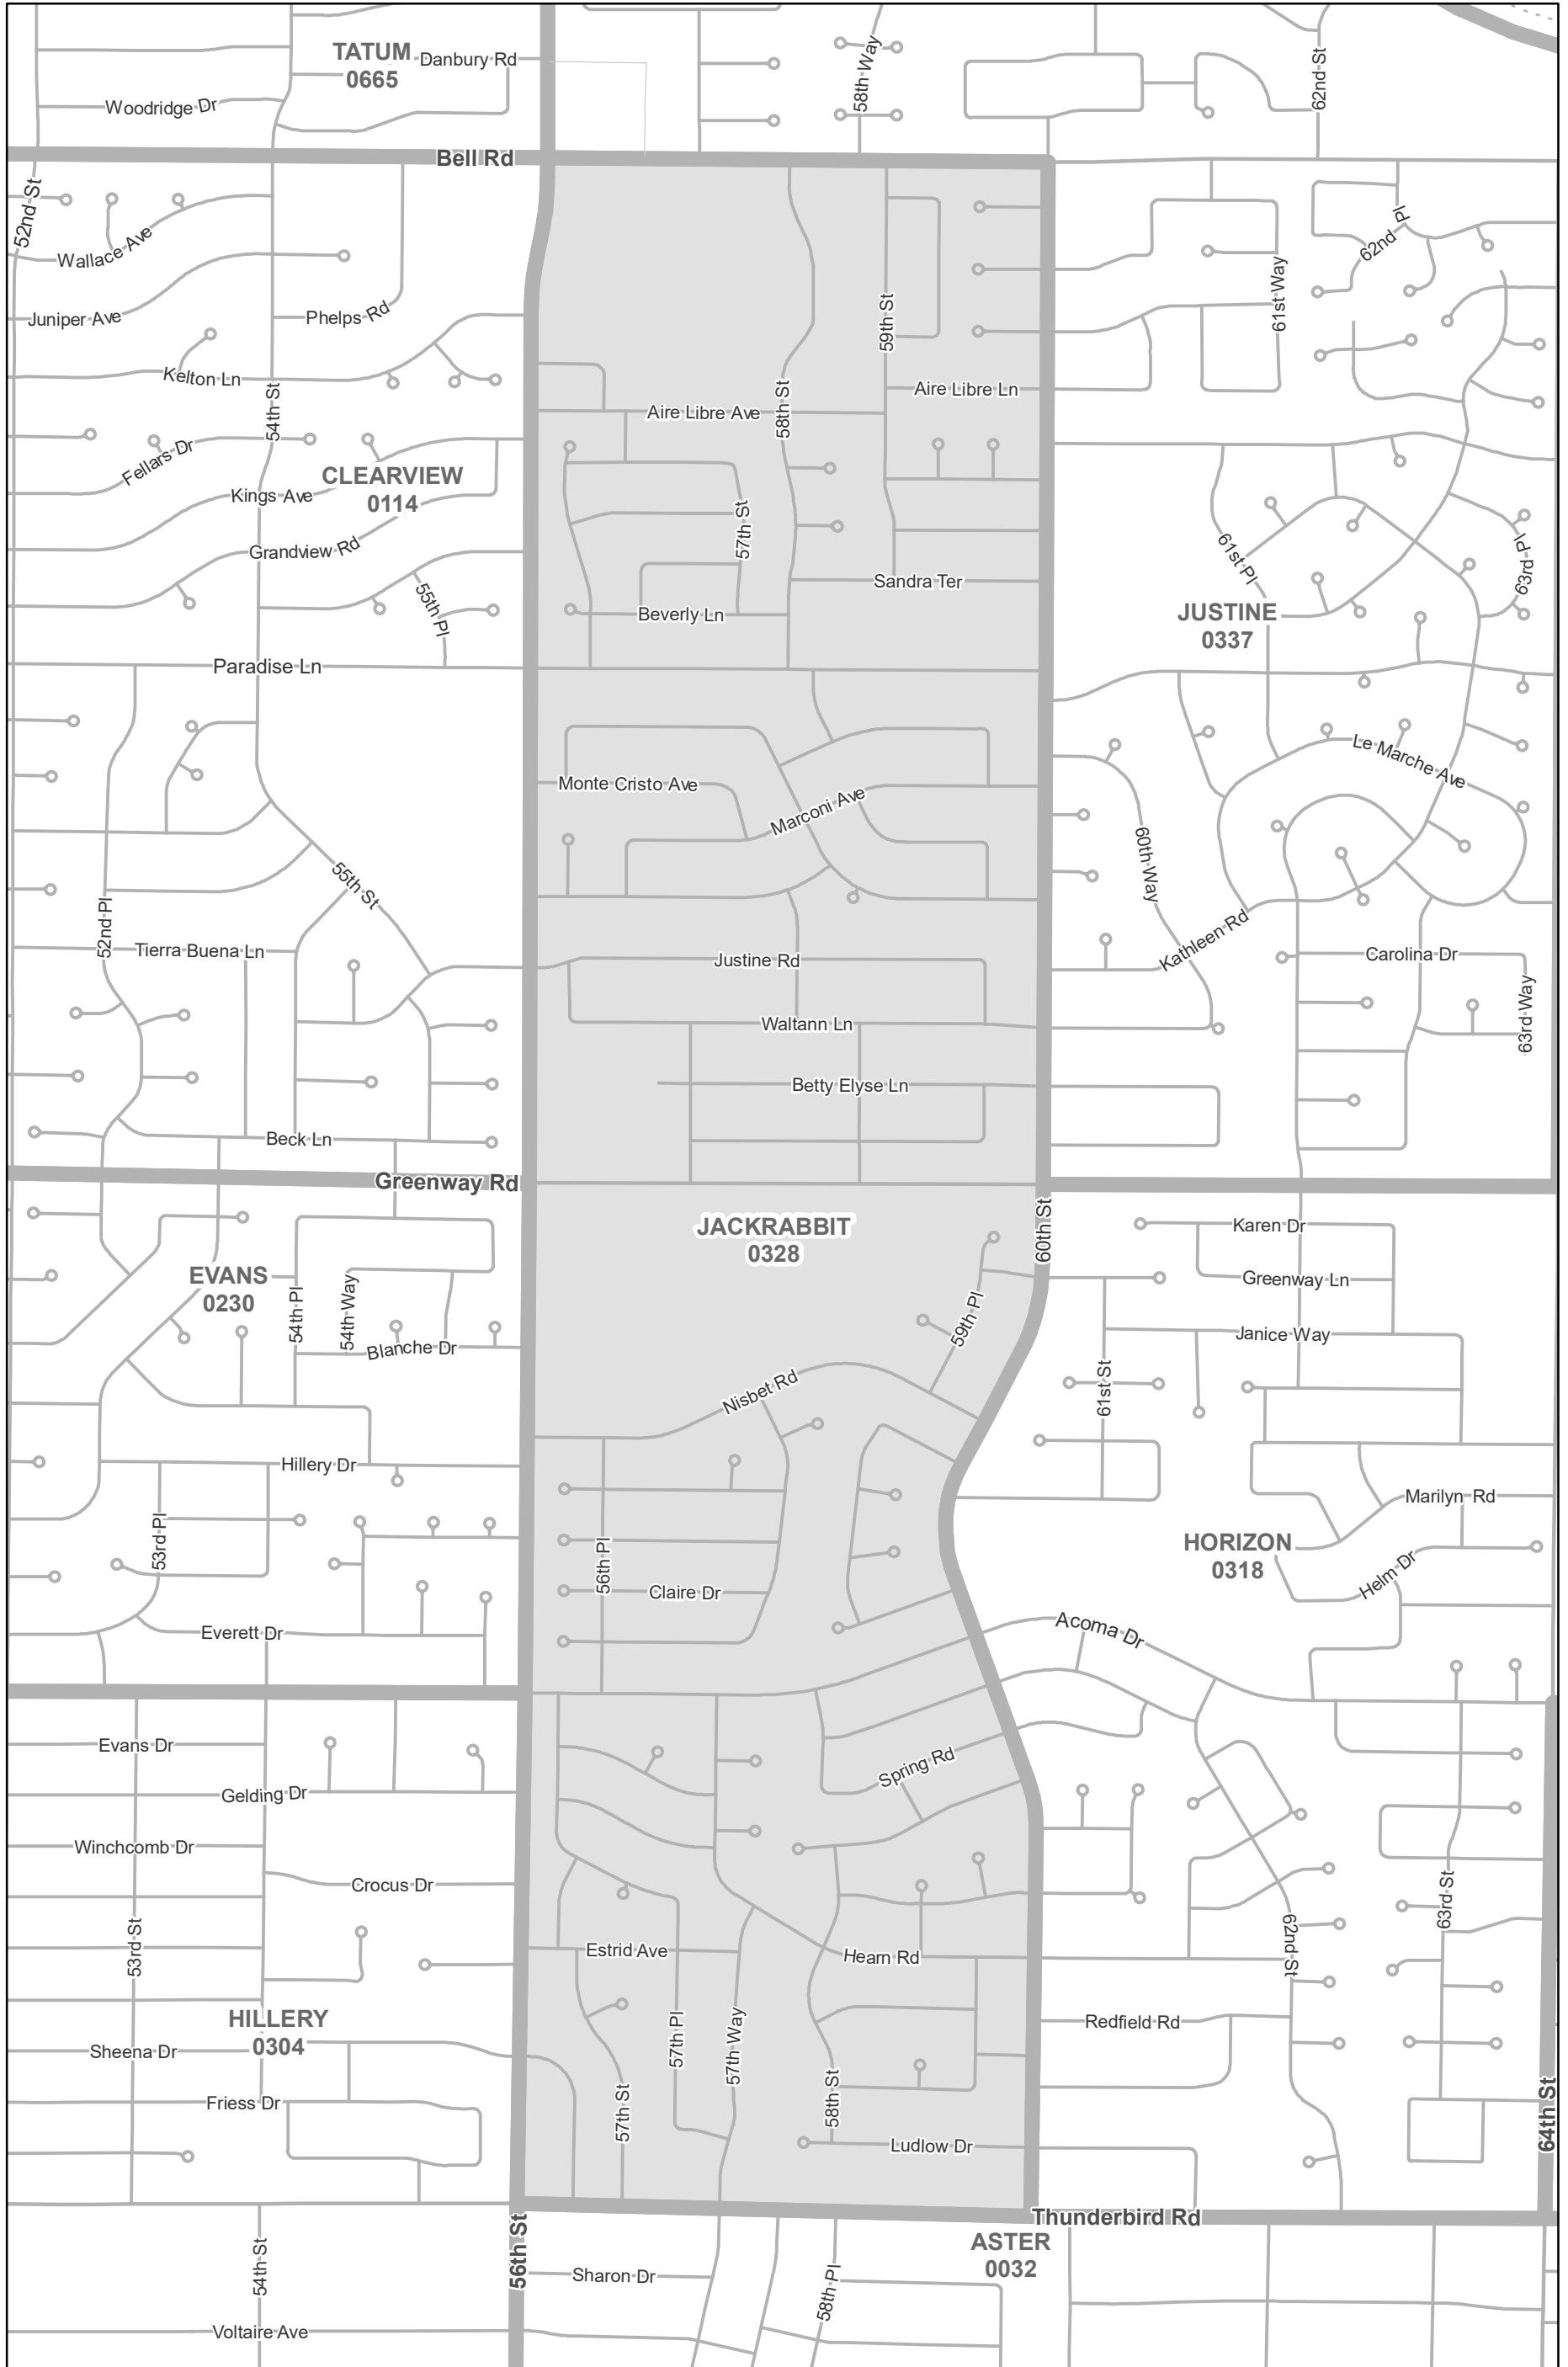 TATUM
0665
Danbury Rd
58th Way
62nd St
Woodridge Dr
Bell Rd
52nd St
Wallace Ave
62nd Pl
61st Way
Juniper Ave
Phelps Rd
59th St
Kelton Ln
54th St
58th St
Aire Libre Ln
Aire Libre Ave
Fellars Dr
CLEARVIEW
0114
Kings Ave
57th St
Grandview Rd
61st Pl
63rd Pl
55th Pl
Sandra Ter
Beverly Ln
JUSTINE
0337
Paradise Ln
Le Marche Ave
Monte Cristo Ave
Marconi Ave
60th Way
55th St
52nd Pl
Kathleen Rd
Tierra Buena Ln
Justine Rd
Carolina Dr
63rd Way
Waltann Ln
Betty Elyse Ln
Beck Ln
Greenway Rd
JACKRABBIT
0328
60th St
Karen Dr
EVANS
0230
Greenway Ln
54th Pl
54th Way
59th Pl
Janice Way
Blanche Dr
61st St
Nisbet Rd
Hillery Dr
Marilyn Rd
53rd Pl
56th Pl
HORIZON
0318
Helm Dr
Claire Dr
Everett Dr
Acoma Dr
Evans Dr
Spring Rd
Gelding Dr
Winchcomb Dr
Crocus Dr
63rd St
53rd St
62nd St
Estrid Ave
Hearn Rd
HILLERY
0304
57th Pl
57th Way
Redfield Rd
Sheena Dr
58th St
57th St
Friess Dr
64th St
Ludlow Dr
Thunderbird Rd
56th St
ASTER
0032
54th St
Sharon Dr
58th Pl
Voltaire Ave